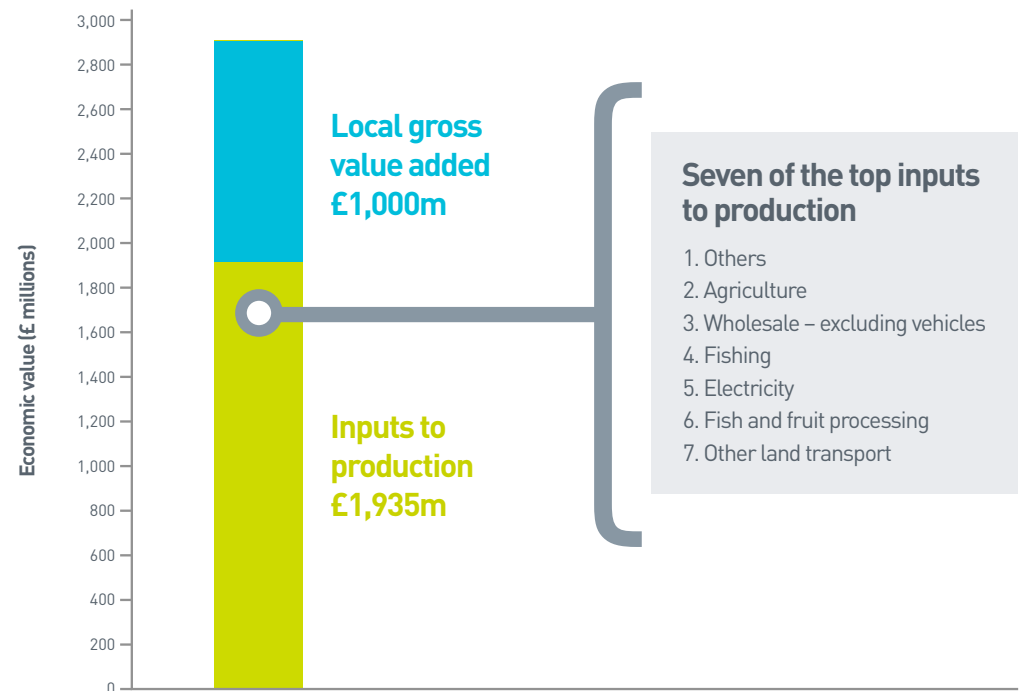 Economic value (£ millions)
3,000
2,800
2,600
2,400
2,200
2,000
1,800
1,600
1,400
1,200
1,000
800
600
400
200
0
Local gross
value added
£1,000m
Inputs to
production
£1,935m
Seven of the top inputs
to production
1. Others
2. Agriculture
3. Wholesale – excluding vehicles
4. Fishing
5. Electricity
6. Fish and fruit processing
7. Other land transport